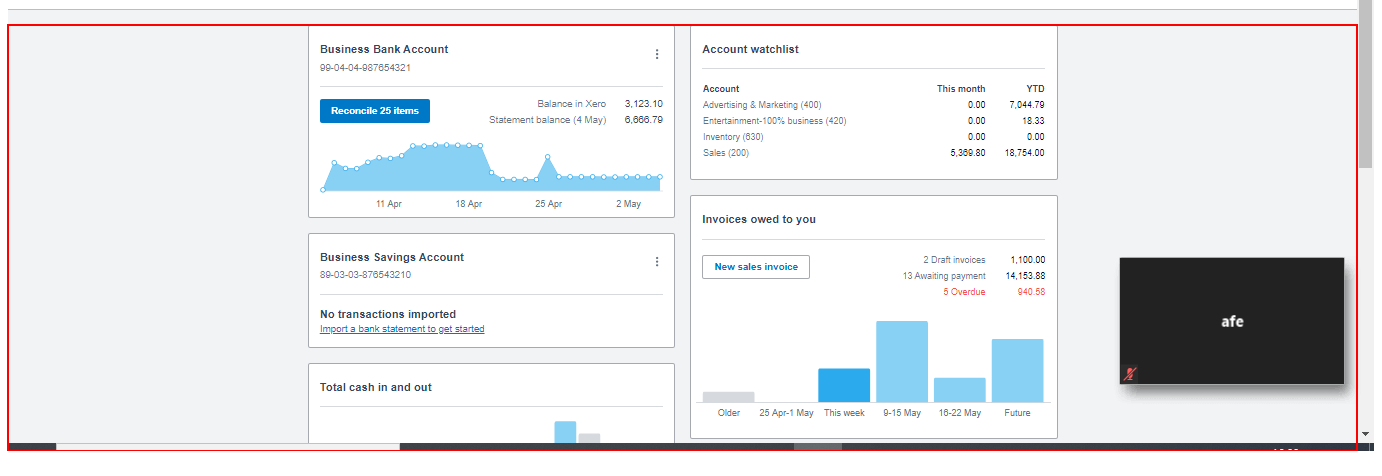 Business Bank Account
99-04-04-987654321
Reconcile 25 items
Balance in Xero 3,123.10
Statement balance (4 May) 6,666.79
11 Apr 18 Apr 25 Apr 2 May
Business Savings Account
89-03-03-876543210
No transactions imported
Import a bank statement to get started
Total cash in and out
Account watchlist
Account This month YTD
Advertising & Marketing (400) 0.00 7,044.79
Entertainment-100% business (420) 0.00 18.33
Inventory (630) 0.00 0.00
Sales (200) 5,369.80 18,754.00
Invoices owed to you
New sales invoice
2 Draft invoices 1,100.00
13 Awaiting payment 14,153.88
5 Overdue 940.58
Older 25 Apr-1 May This week 9-15 May 16-22 May Future
afe